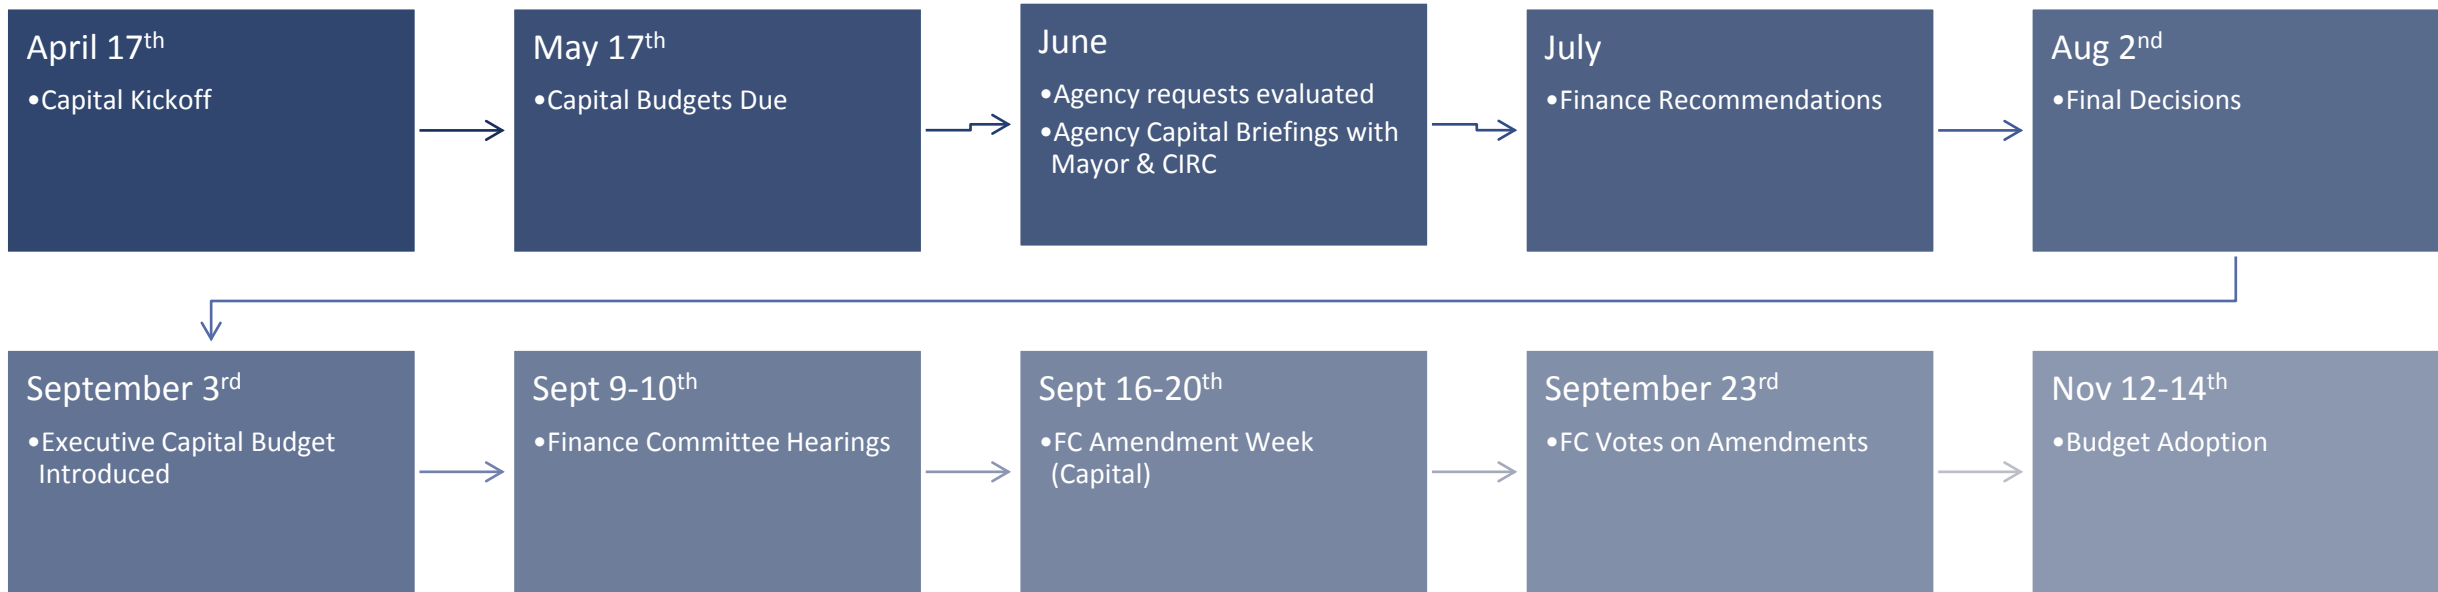 April 17th
•Capital Kickoff
May 17th
•Capital Budgets Due
June
•Agency requests evaluated
•Agency Capital Briefings with
Mayor & CIRC
July
•Finance Recommendations
Aug 2nd
•Final Decisions
September 3rd
•Executive Capital Budget
Introduced
Sept 9-10th
•Finance Committee Hearings
Sept 16-20th
•FC Amendment Week
(Capital)
September 23rd
•FC Votes on Amendments
Nov 12-14th
•Budget Adoption